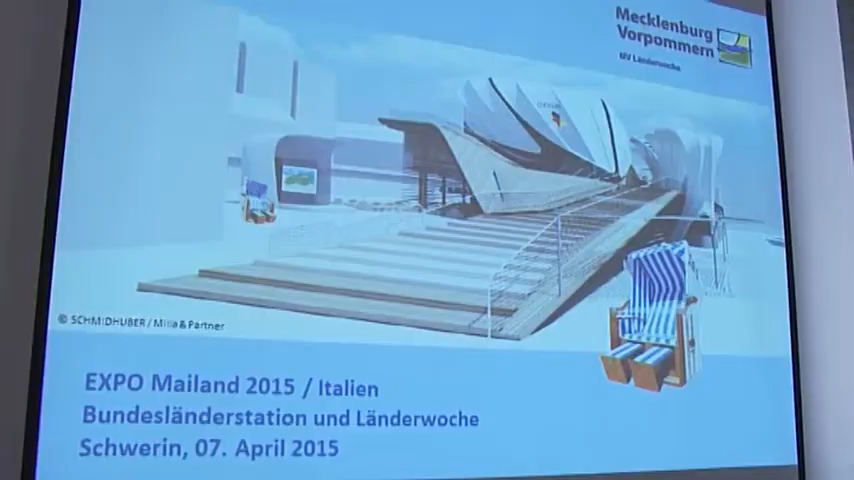 Mecklenburg
Vorpommern
MV Länderwoche
© SCHMIDHUBER / Milla & Partner
EXPO Mailand 2015 / Italien
Bundesländerstation und Länderwoche
Schwerin, 07. April 2015